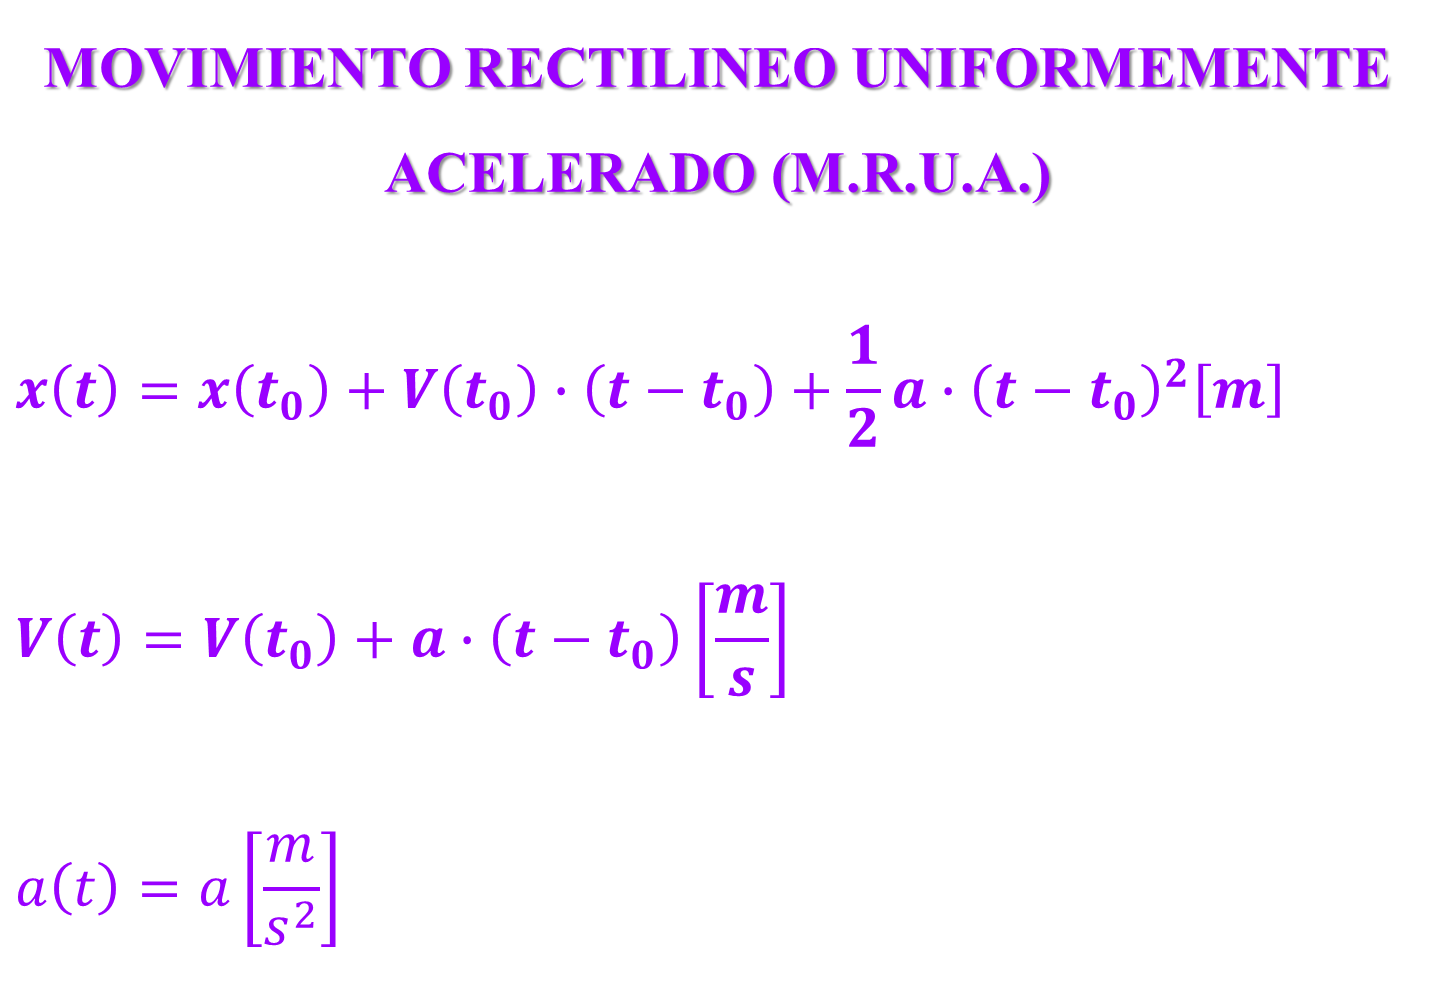 MOVIMIENTO RECTILINEO UNIFORMEMENTE
ACELERADO (M.R.U.A.)
x(t) = x(t₀) + V(t₀) · (t − t₀) + 1/2 a · (t − t₀)² [m]
V(t) = V(t₀) + a · (t − t₀) [m/s]
a(t) = a [m/s²]